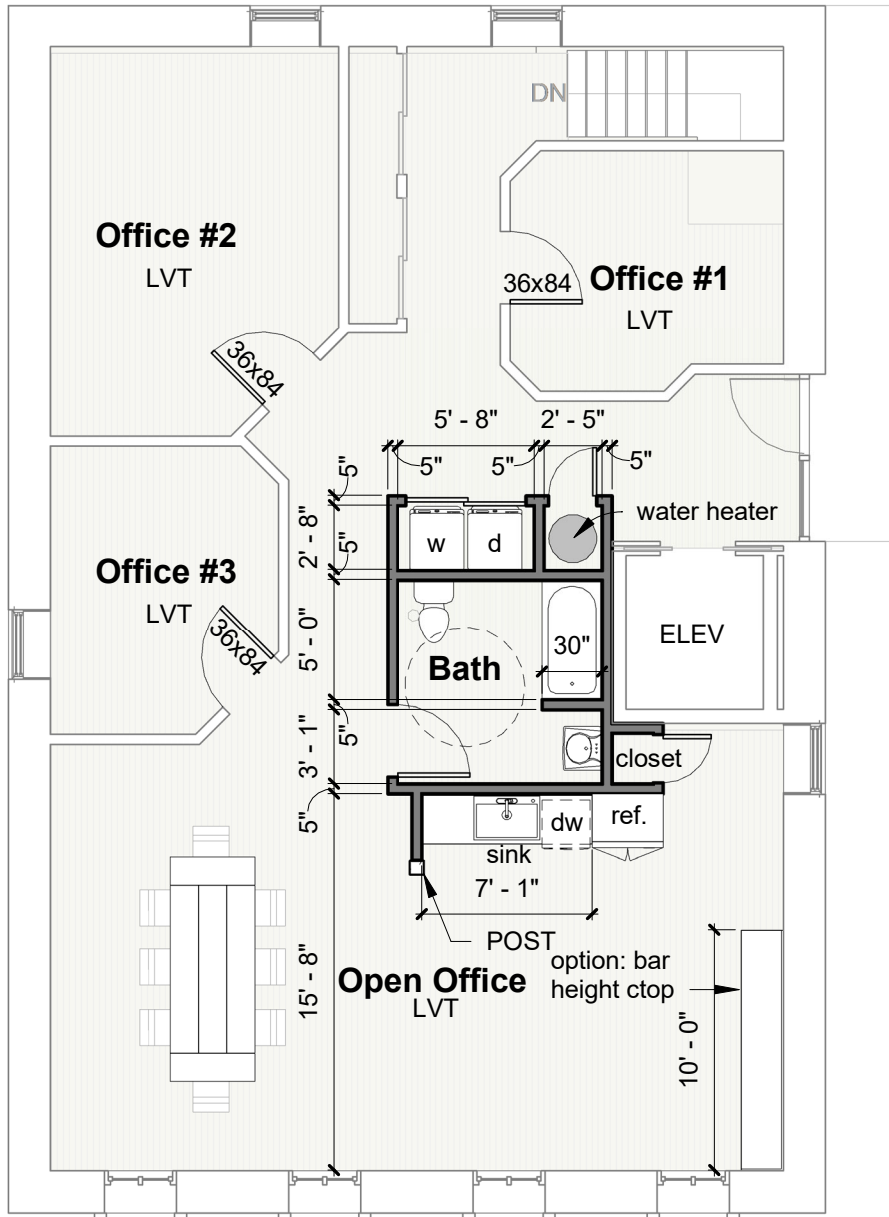 DN
Office #2
LVT
Office #1
LVT
36x84
36x84
5' - 8"
2' - 5"
5"
5"
5"
5"
2' - 8"
5"
w
d
water heater
Office #3
LVT
36x84
5' - 0"
Bath
30"
ELEV
5"
3' - 1"
closet
5"
dw
ref.
sink
7' - 1"
POST
15' - 8"
Open Office
LVT
option: bar
height ctop
10' - 0"